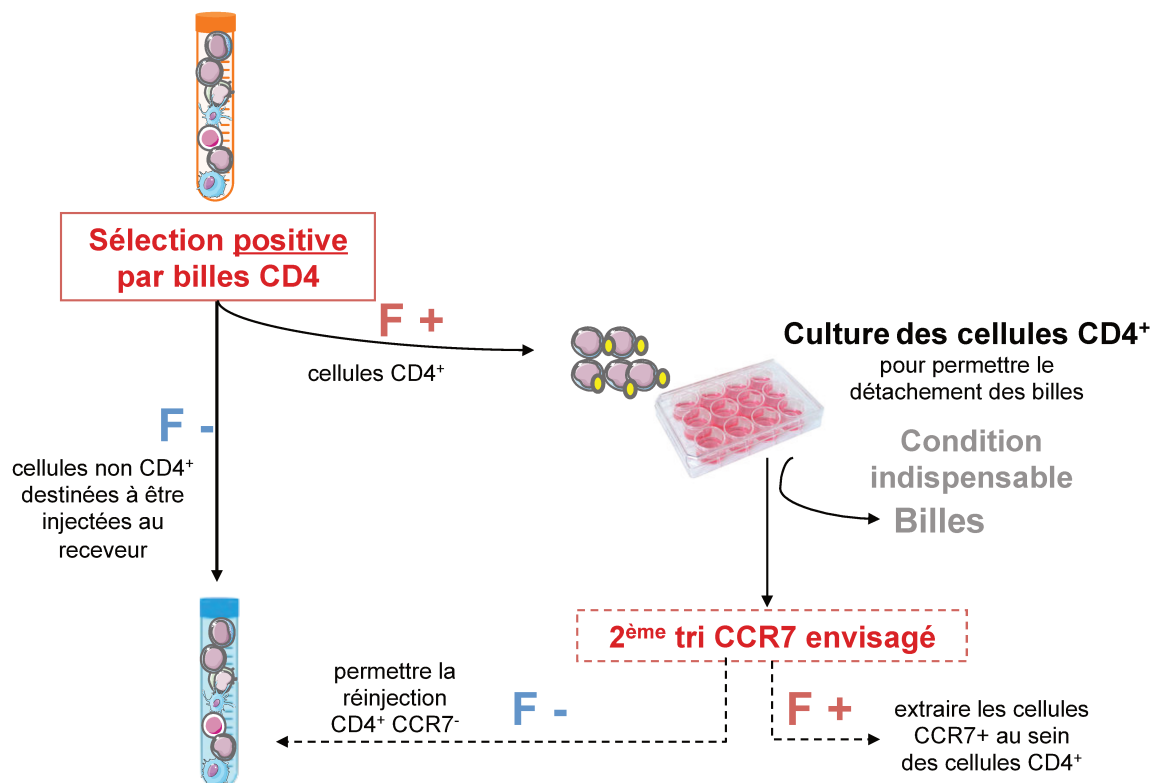 Sélection positive
par billes CD4
F +
cellules CD4⁺
Culture des cellules CD4⁺
pour permettre le
détachement des billes
F -
cellules non CD4⁺
destinées à être
injectées au
receveur
Condition
indispensable
Billes
2ème tri CCR7 envisagé
permettre la
réinjection
CD4⁺ CCR7⁻
F -
F +
extraire les cellules
CCR7+ au sein
des cellules CD4⁺